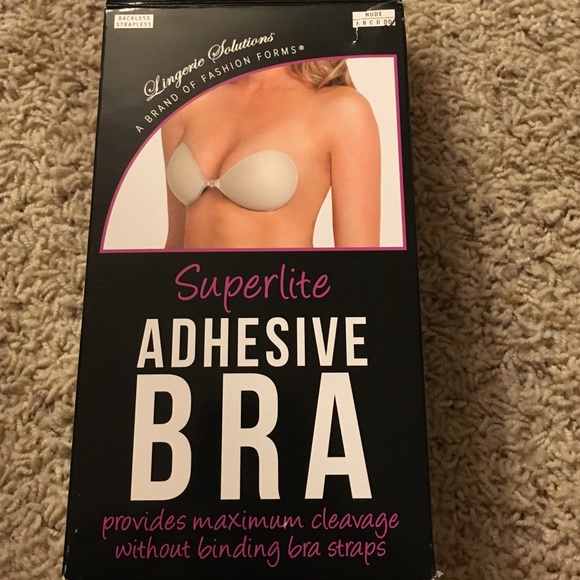 BACKLESS
STRAPLESS
NUDE
A B C D DD
Lingerie Solutions
A BRAND OF FASHION FORMS®
Superlite
ADHESIVE
BRA
provides maximum cleavage
without binding bra straps